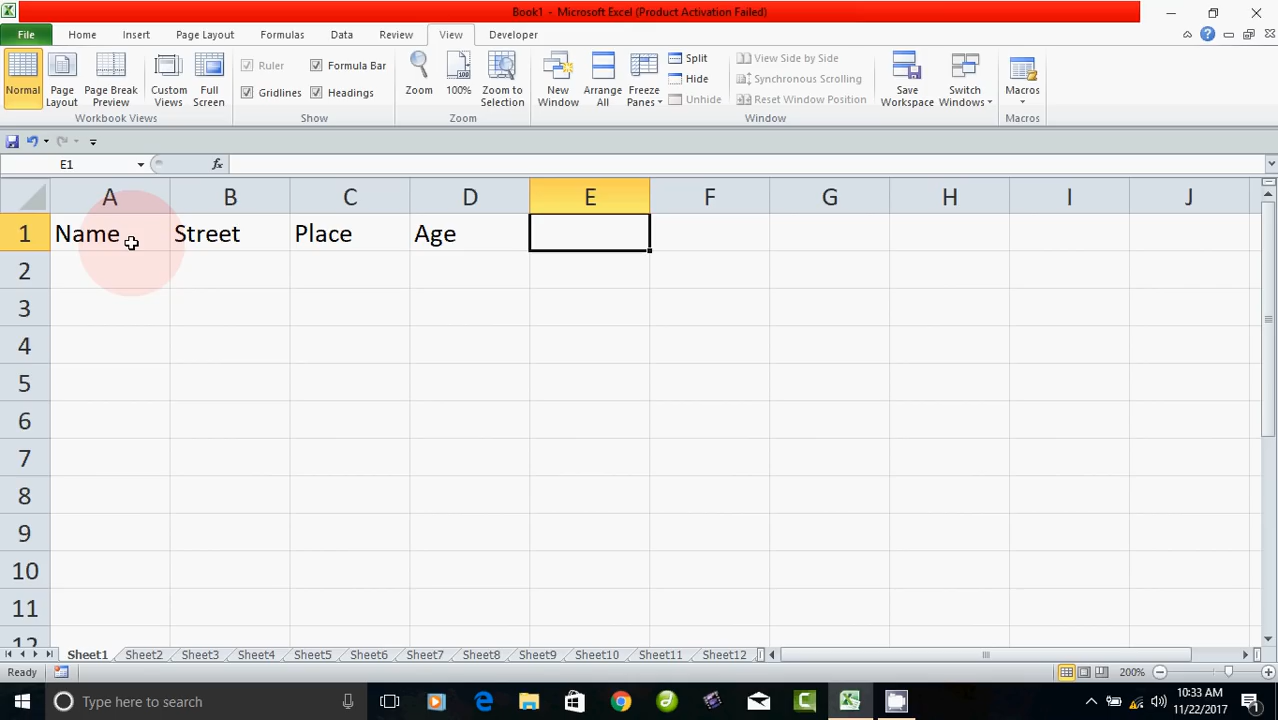 Book1 - Microsoft Excel (Product Activation Failed)
File Home Insert Page Layout Formulas Data Review View Developer
Normal Page Layout Page Break Preview Custom Views Full Screen
Workbook Views
Ruler Formula Bar
Gridlines Headings
Show
Zoom 100% Zoom to Selection
Zoom
New Window Arrange All Freeze Panes
Split
Hide
Unhide
View Side by Side
Synchronous Scrolling
Reset Window Position
Window
Save Workspace Switch Windows
Macros
Macros
E1 fx
A B C D E F G H I J
1 Name Street Place Age
2
3
4
5
6
7
8
9
10
11
12
Sheet1 Sheet2 Sheet3 Sheet4 Sheet5 Sheet6 Sheet7 Sheet8 Sheet9 Sheet10 Sheet11 Sheet12
Ready 200%
Type here to search
10:33 AM
11/22/2017